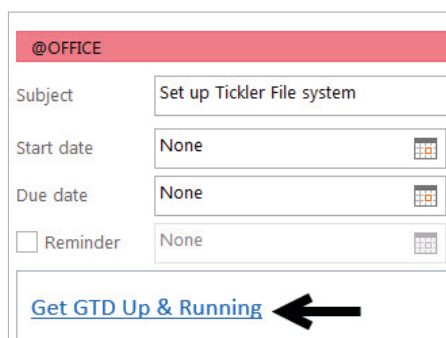 @OFFICE
Subject Set up Tickler File system
Start date None
Due date None
Reminder None
Get GTD Up & Running